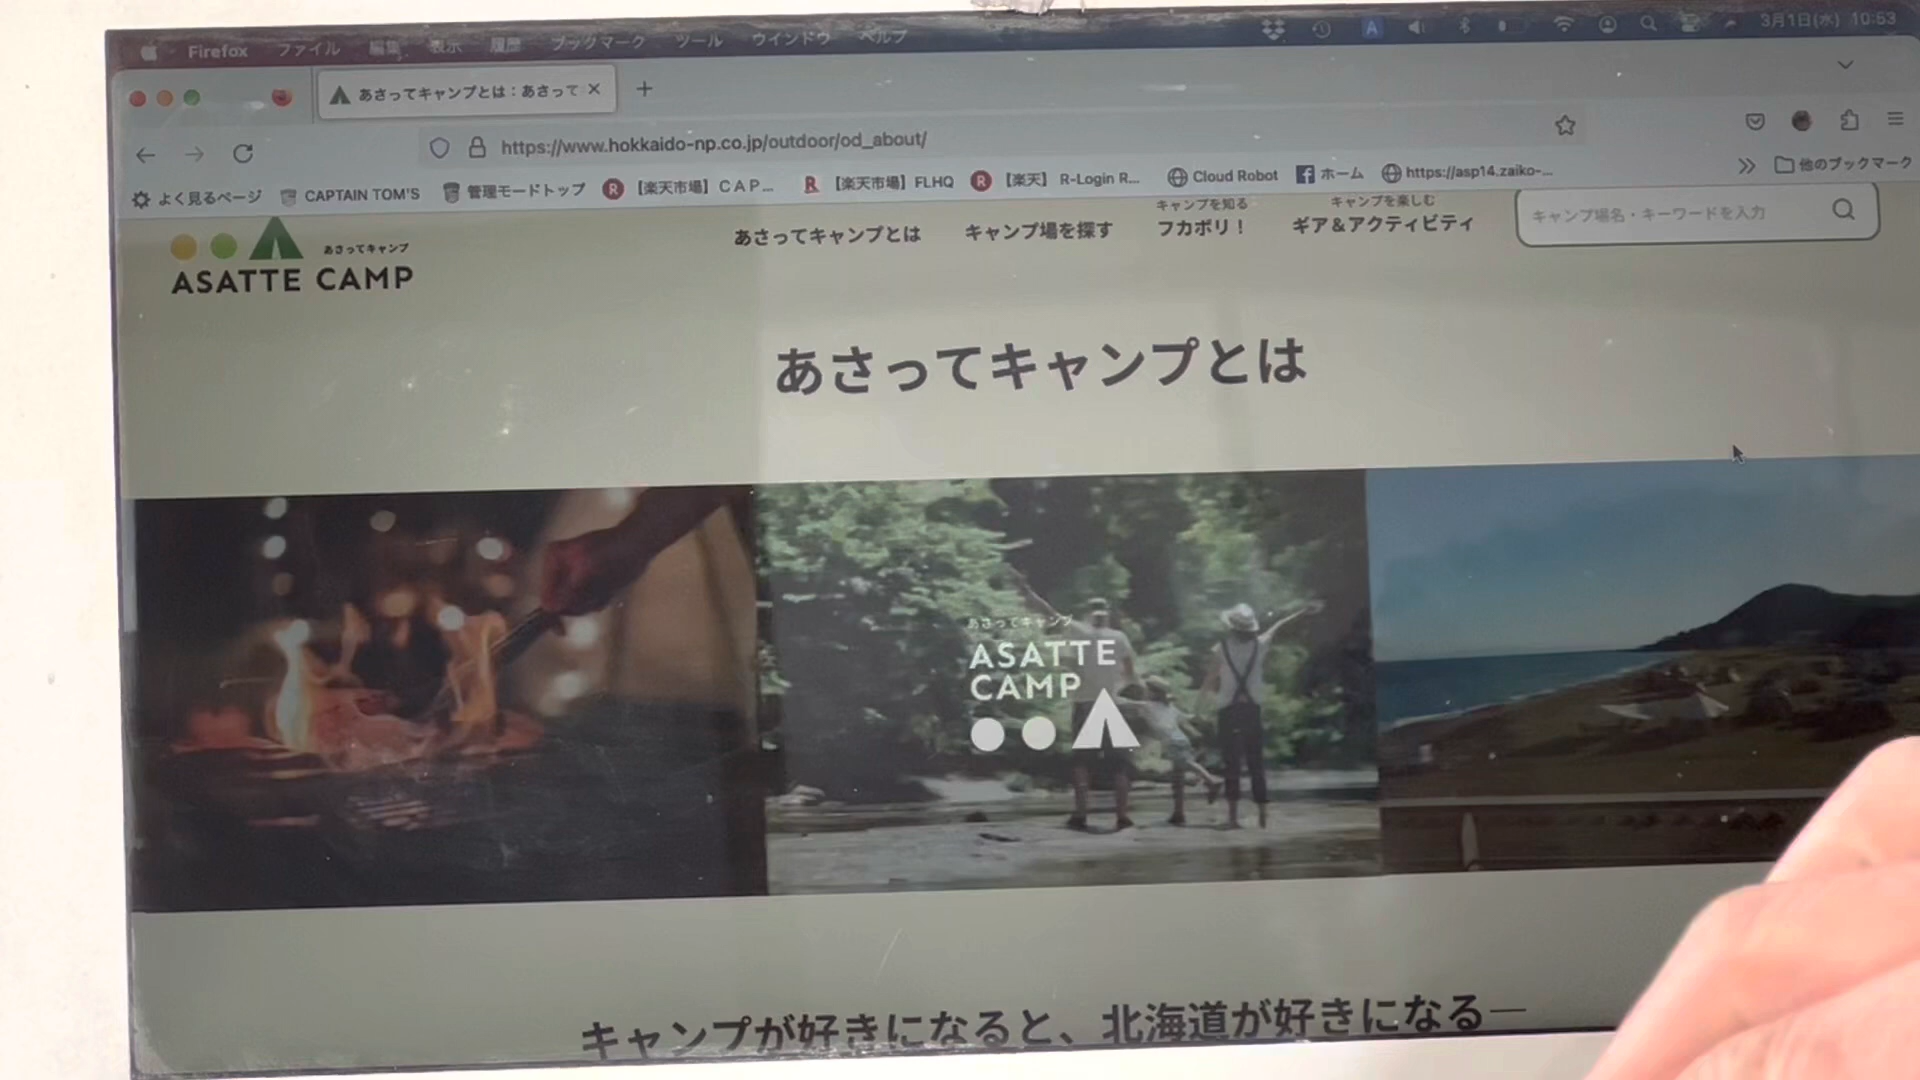 Firefox ファイル 編集 表示 履歴 ブックマーク ツール ウインドウ ヘルプ A 3月1日(水) 10:53
あさってキャンプとは:あさって
https://www.hokkaido-np.co.jp/outdoor/od_about/
よく見るページ CAPTAIN TOM'S 管理モードトップ 【楽天市場】CAP... 【楽天市場】FLHQ 【楽天】 R-Login R... Cloud Robot ホーム https://asp14.zaiko-... 他のブックマーク
あさってキャンプ
ASATTE CAMP
あさってキャンプとは
キャンプ場を探す
キャンプを知る
フカボリ!
キャンプを楽しむ
ギア&アクティビティ
キャンプ場名・キーワードを入力
あさってキャンプとは
あさってキャンプ
ASATTE
CAMP
キャンプが好きになると、北海道が好きになる―